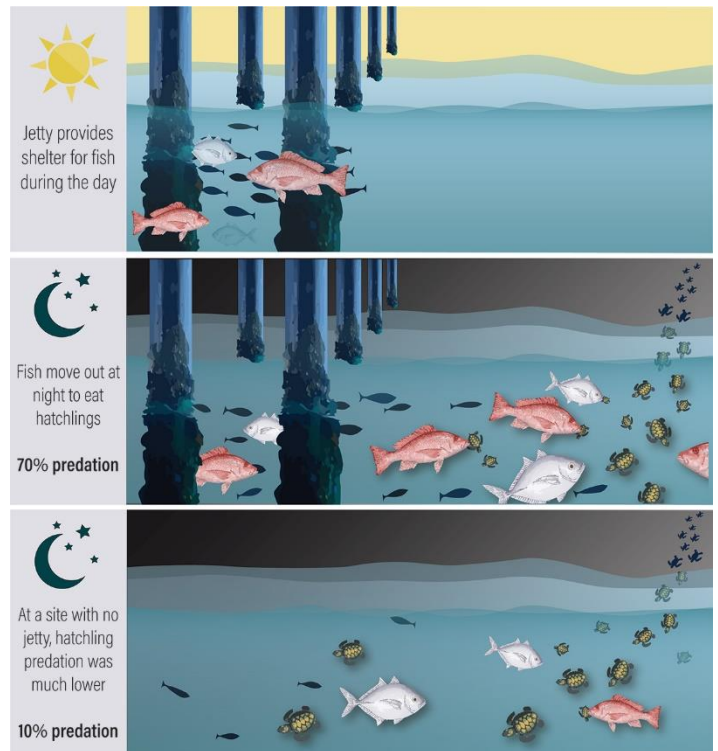 Jetty provides
shelter for fish
during the day
Fish move out at
night to eat
hatchlings
70% predation
At a site with no
jetty, hatchling
predation was
much lower
10% predation